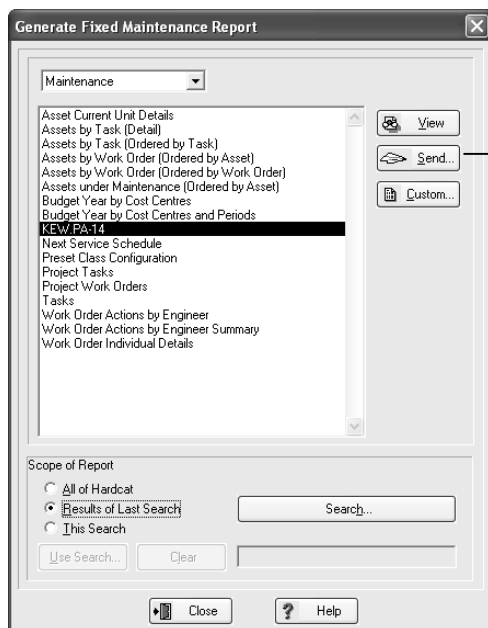 Generate Fixed Maintenance Report
Maintenance
Asset Current Unit Details
Assets by Task (Detail)
Assets by Task (Ordered by Task)
Assets by Work Order (Ordered by Asset)
Assets by Work Order (Ordered by Work Order)
Assets under Maintenance (Ordered by Asset)
Budget Year by Cost Centres
Budget Year by Cost Centres and Periods
KEW.PA-14
Next Service Schedule
Preset Class Configuration
Project Tasks
Project Work Orders
Tasks
Work Order Actions by Engineer
Work Order Actions by Engineer Summary
Work Order Individual Details
View
Send...
Custom...
Scope of Report
All of Hardcat
Results of Last Search
This Search
Search...
Use Search...
Clear
Close
Help